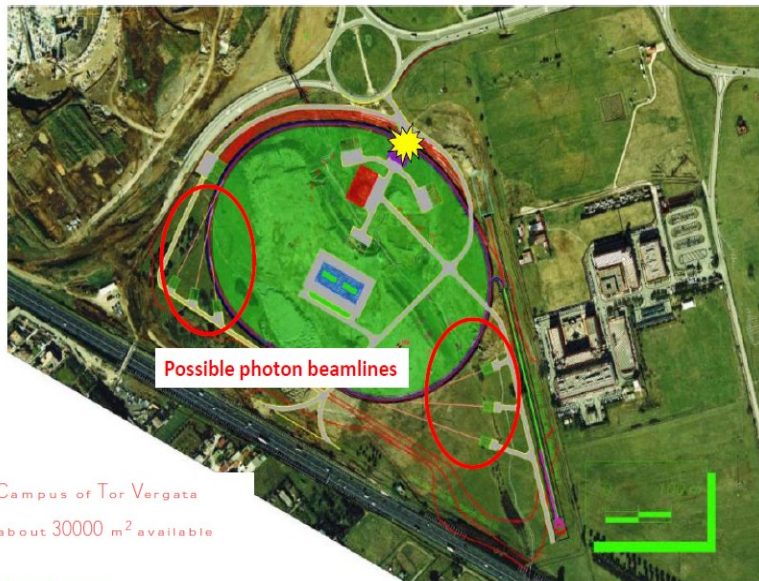 Possible photon beamlines
Campus of Tor Vergata
about 30000 m² available